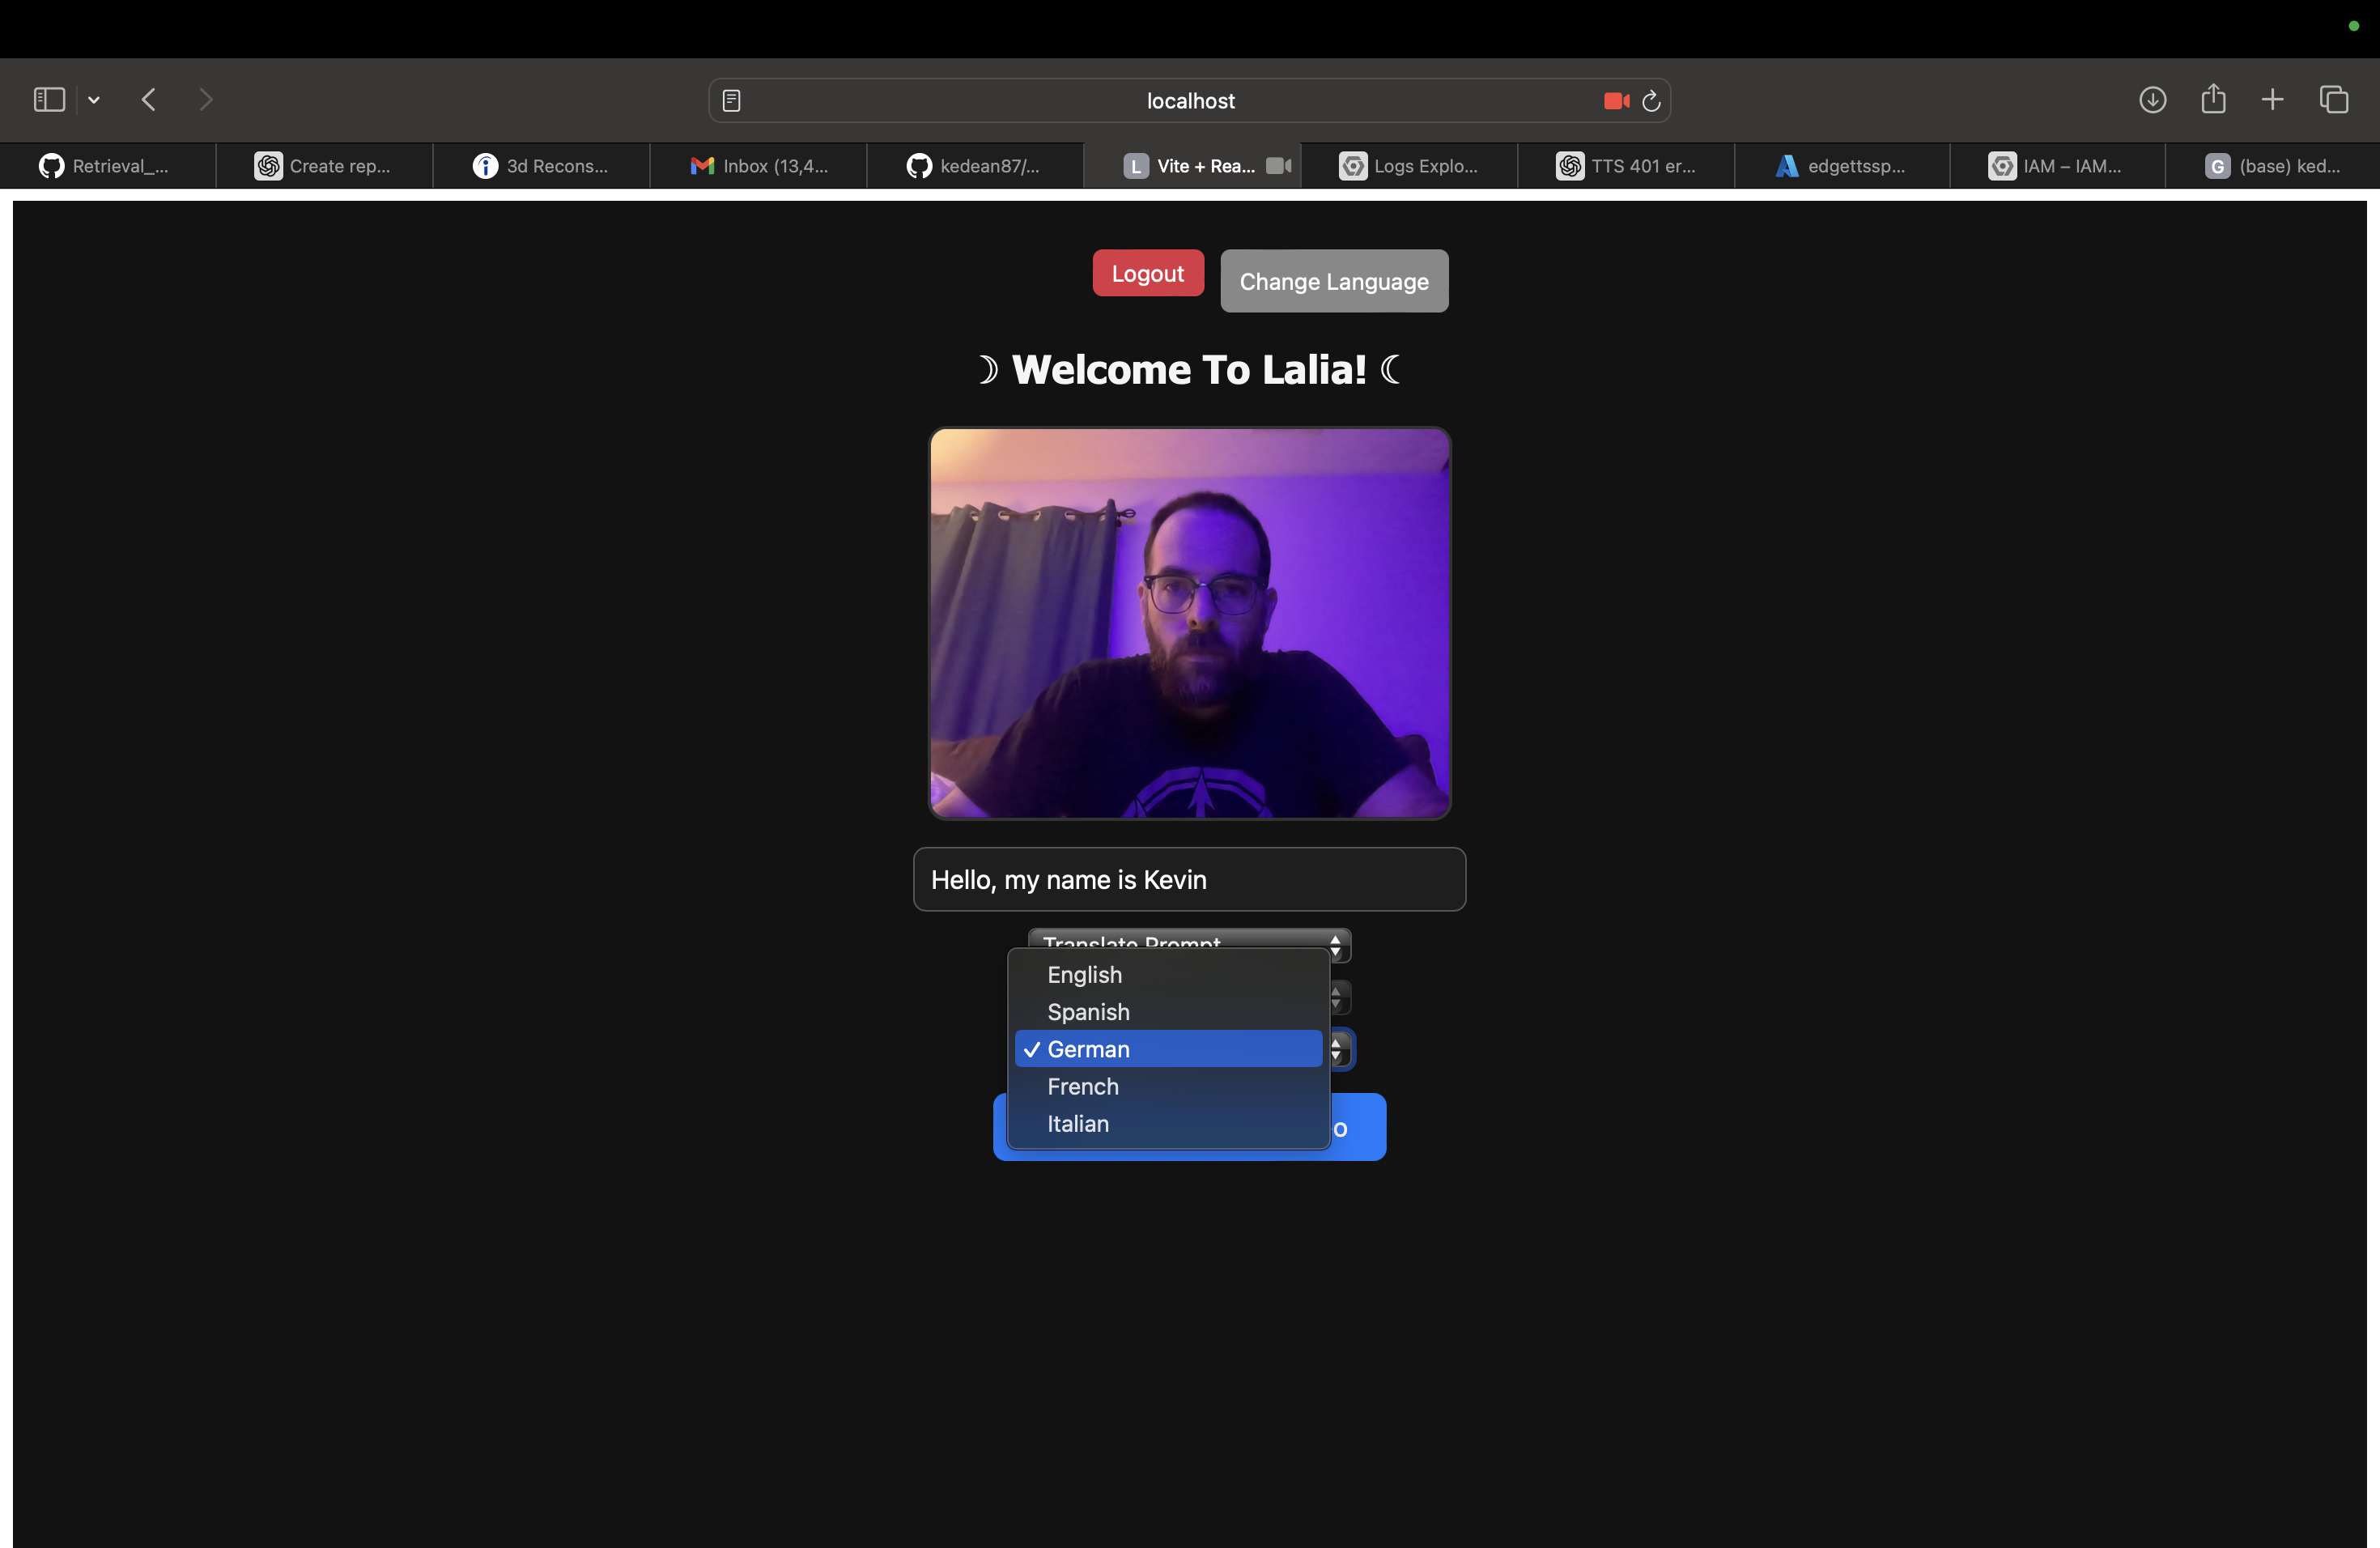 localhost
Retrieval_...
Create rep...
3d Recons...
Inbox (13,4...
kedean87/...
L Vite + Rea...
Logs Explo...
TTS 401 er...
edgettssp...
IAM – IAM...
G (base) ked...
Logout
Change Language
☽ Welcome To Lalia! ☾
Hello, my name is Kevin
Translate Prompt
English
Spanish
✓ German
French
Italian
o